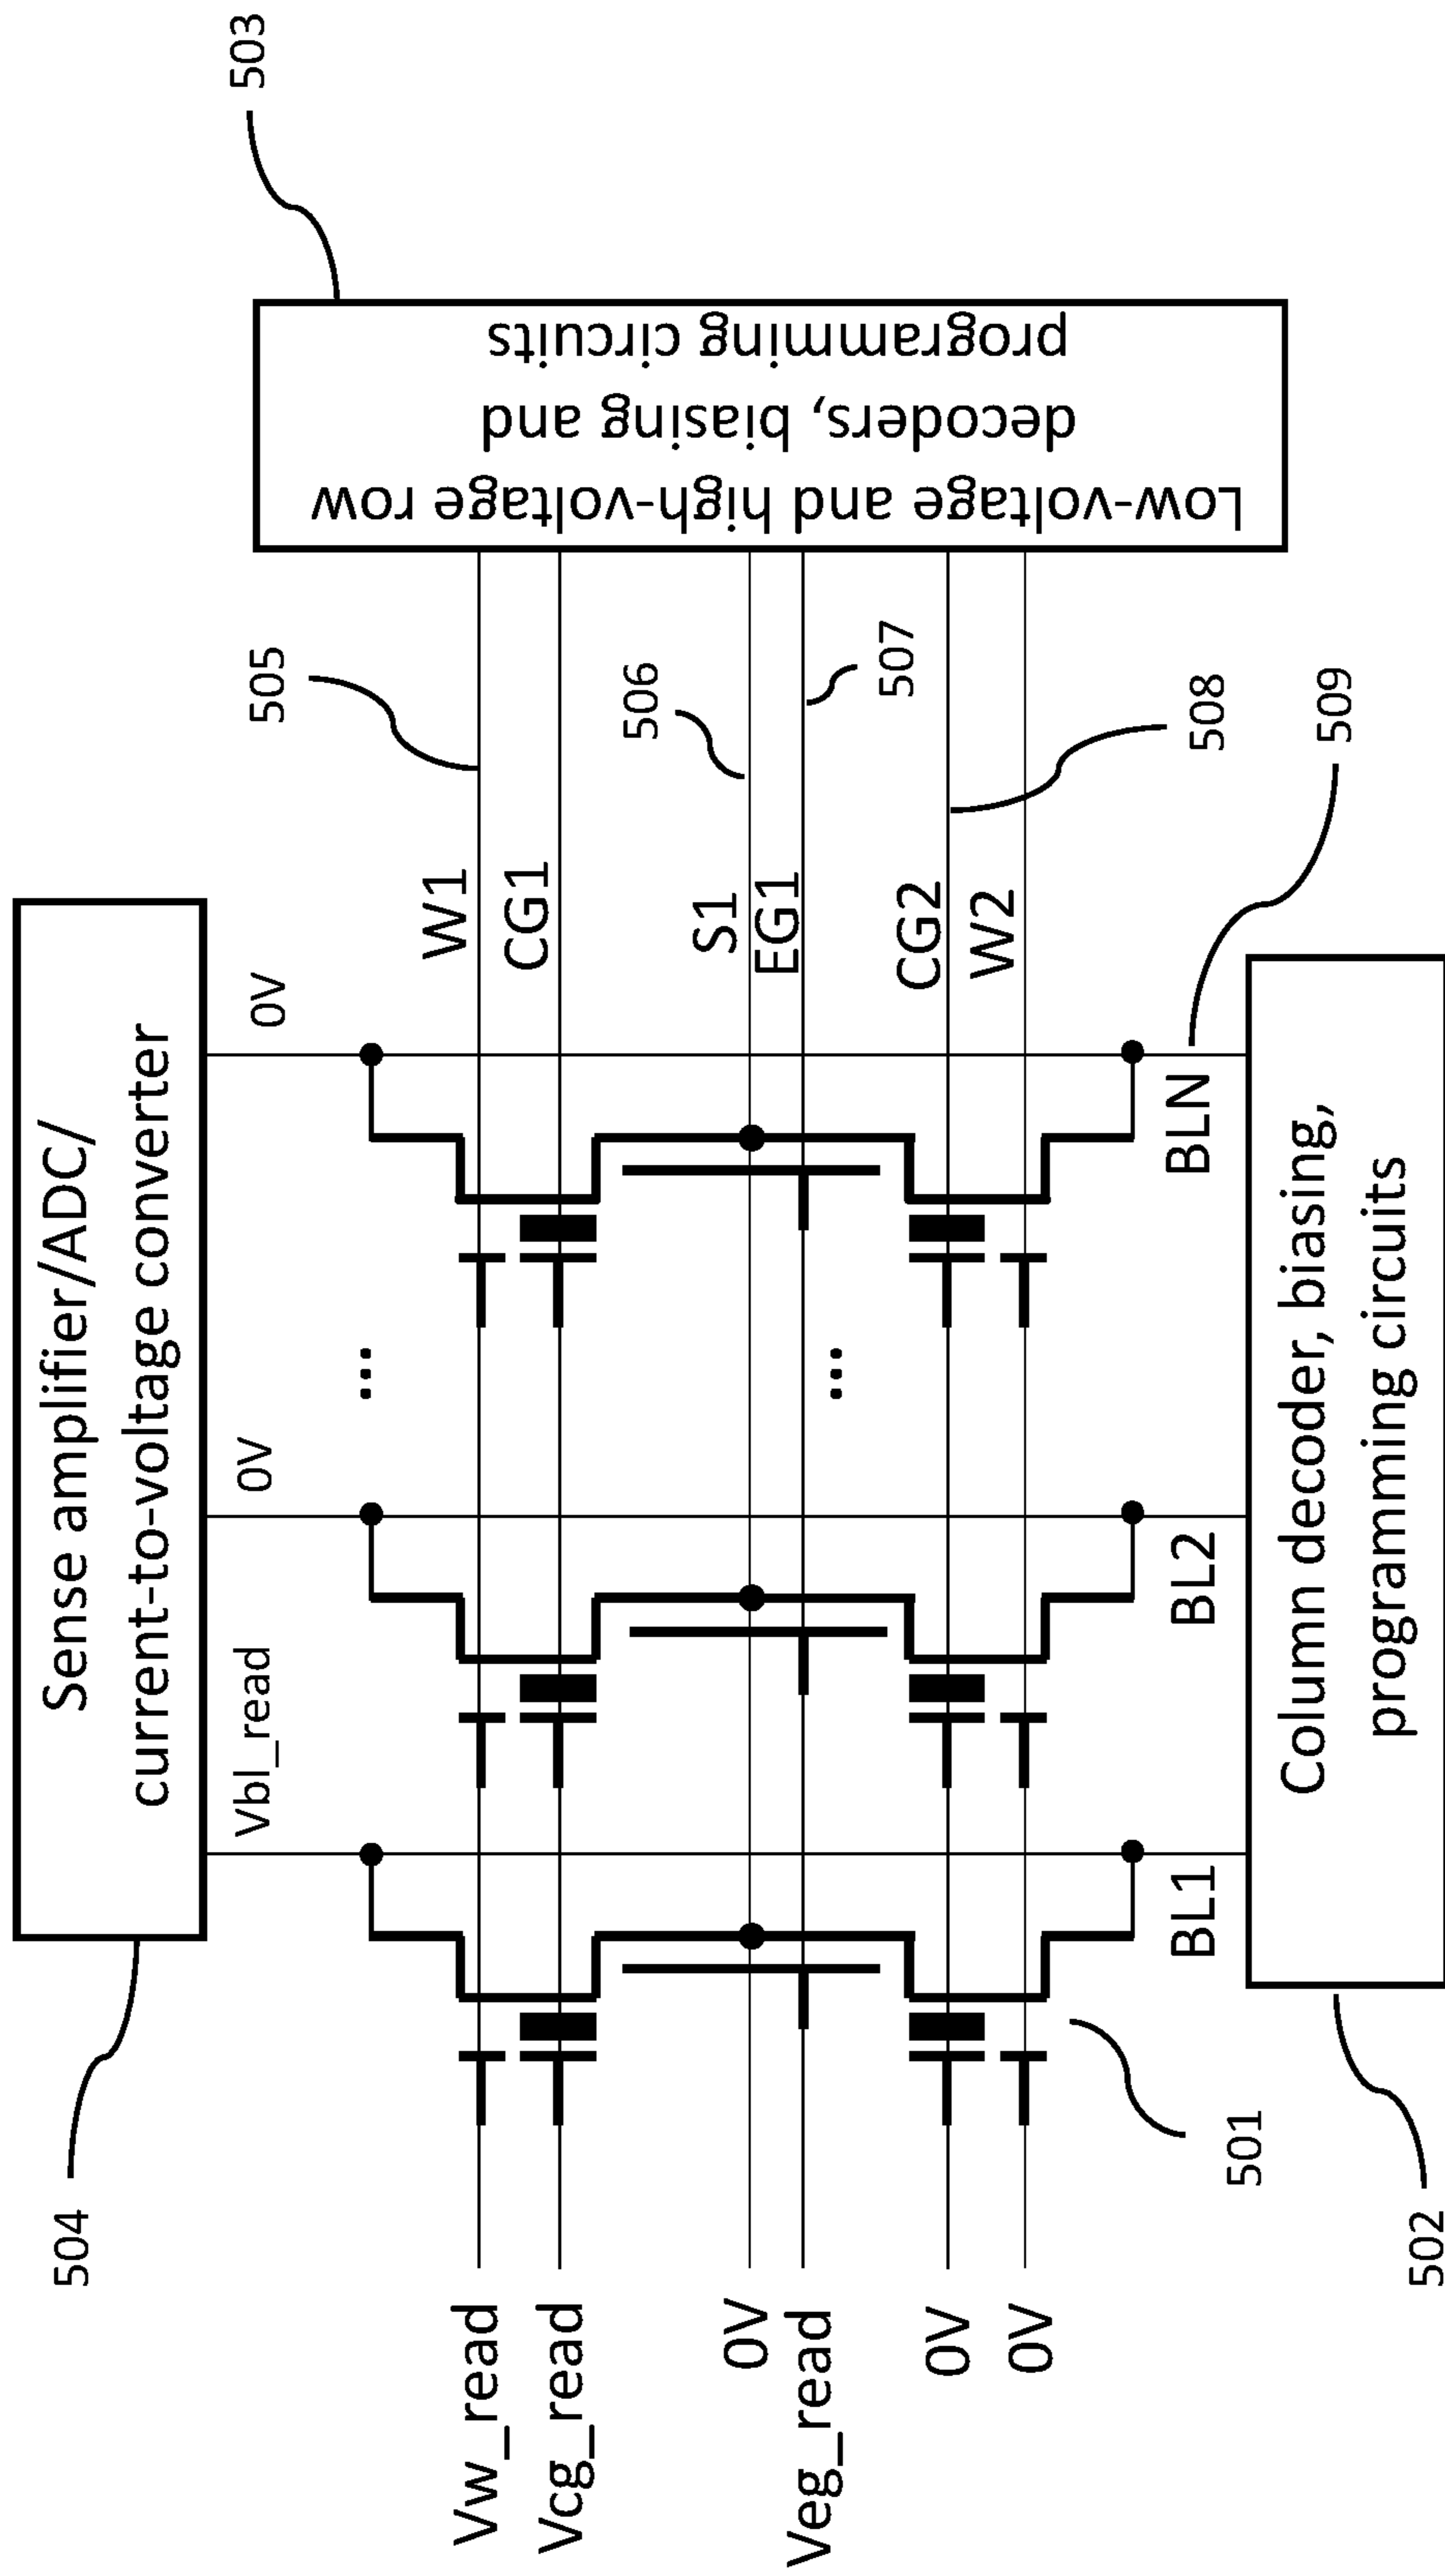 504
Sense amplifier/ADC/
current-to-voltage converter
Vbl_read
0V
0V
503
Low-voltage and high-voltage row
decoders, biasing and
programming circuits
Vw_read
W1
505
Vcg_read
CG1
0V
S1
506
Veg_read
EG1
507
0V
CG2
508
0V
W2
...
...
501
BL1
BL2
BLN
509
502
Column decoder, biasing,
programming circuits